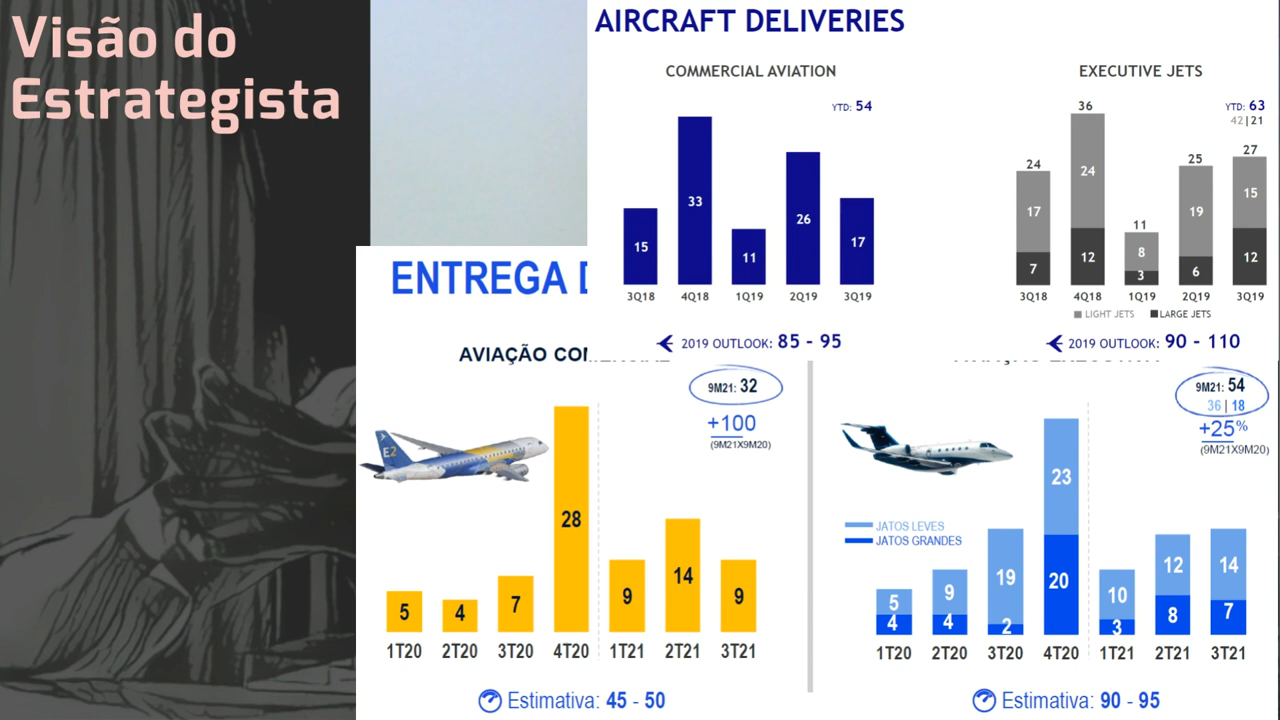 Visão do
Estrategista
AIRCRAFT DELIVERIES
COMMERCIAL AVIATION
YTD: 54
15
33
11
26
17
3Q18 4Q18 1Q19 2Q19 3Q19
2019 OUTLOOK: 85 - 95
EXECUTIVE JETS
YTD: 63
42|21
24
36
11
25
27
17
24
8
19
15
7
12
3
6
12
3Q18 4Q18 1Q19 2Q19 3Q19
LIGHT JETS LARGE JETS
2019 OUTLOOK: 90 - 110
ENTREGA
AVIAÇÃO
9M21: 32
+100
(9M21X9M20)
E2
5
4
7
28
9
14
9
1T20 2T20 3T20 4T20 1T21 2T21 3T21
Estimativa: 45 - 50
9M21: 54
36 | 18
+25%
(9M21X9M20)
JATOS LEVES
JATOS GRANDES
5
9
19
23
10
12
14
4
4
2
20
3
8
7
1T20 2T20 3T20 4T20 1T21 2T21 3T21
Estimativa: 90 - 95